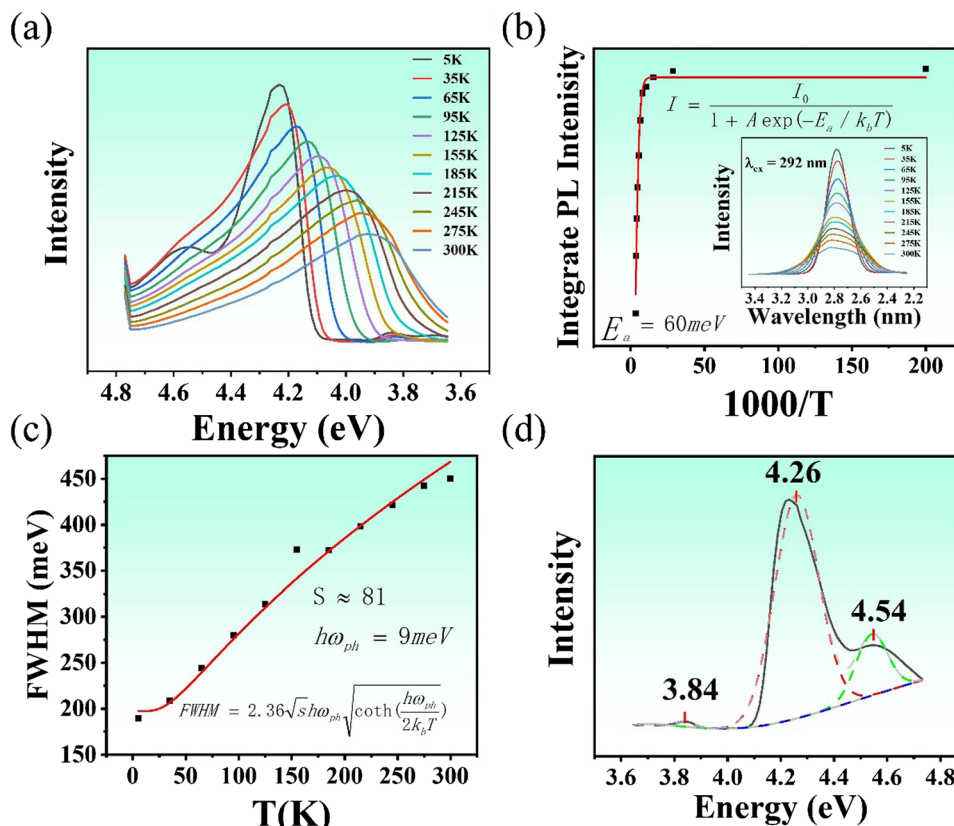 (a)
Intensity
5K
35K
65K
95K
125K
155K
185K
215K
245K
275K
300K
4.8 4.6 4.4 4.2 4.0 3.8 3.6
Energy (eV)
(b)
Integrate PL Intensity
I = I₀ / 1 + A exp(−Eₐ / k_bT)
λex = 292 nm
Intensity
5K
35K
65K
95K
125K
155K
185K
215K
245K
275K
300K
3.4 3.2 3.0 2.8 2.6 2.4 2.2
Wavelength (nm)
Eₐ = 60meV
0 50 100 150 200
1000/T
(c)
FWHM (meV)
450
400
350
300
250
200
150
S ≈ 81
hω_ph = 9meV
FWHM = 2.36√s hω_ph √coth(hω_ph / 2k_bT)
0 50 100 150 200 250 300
T(K)
(d)
Intensity
4.26
4.54
3.84
3.6 3.8 4.0 4.2 4.4 4.6 4.8
Energy (eV)